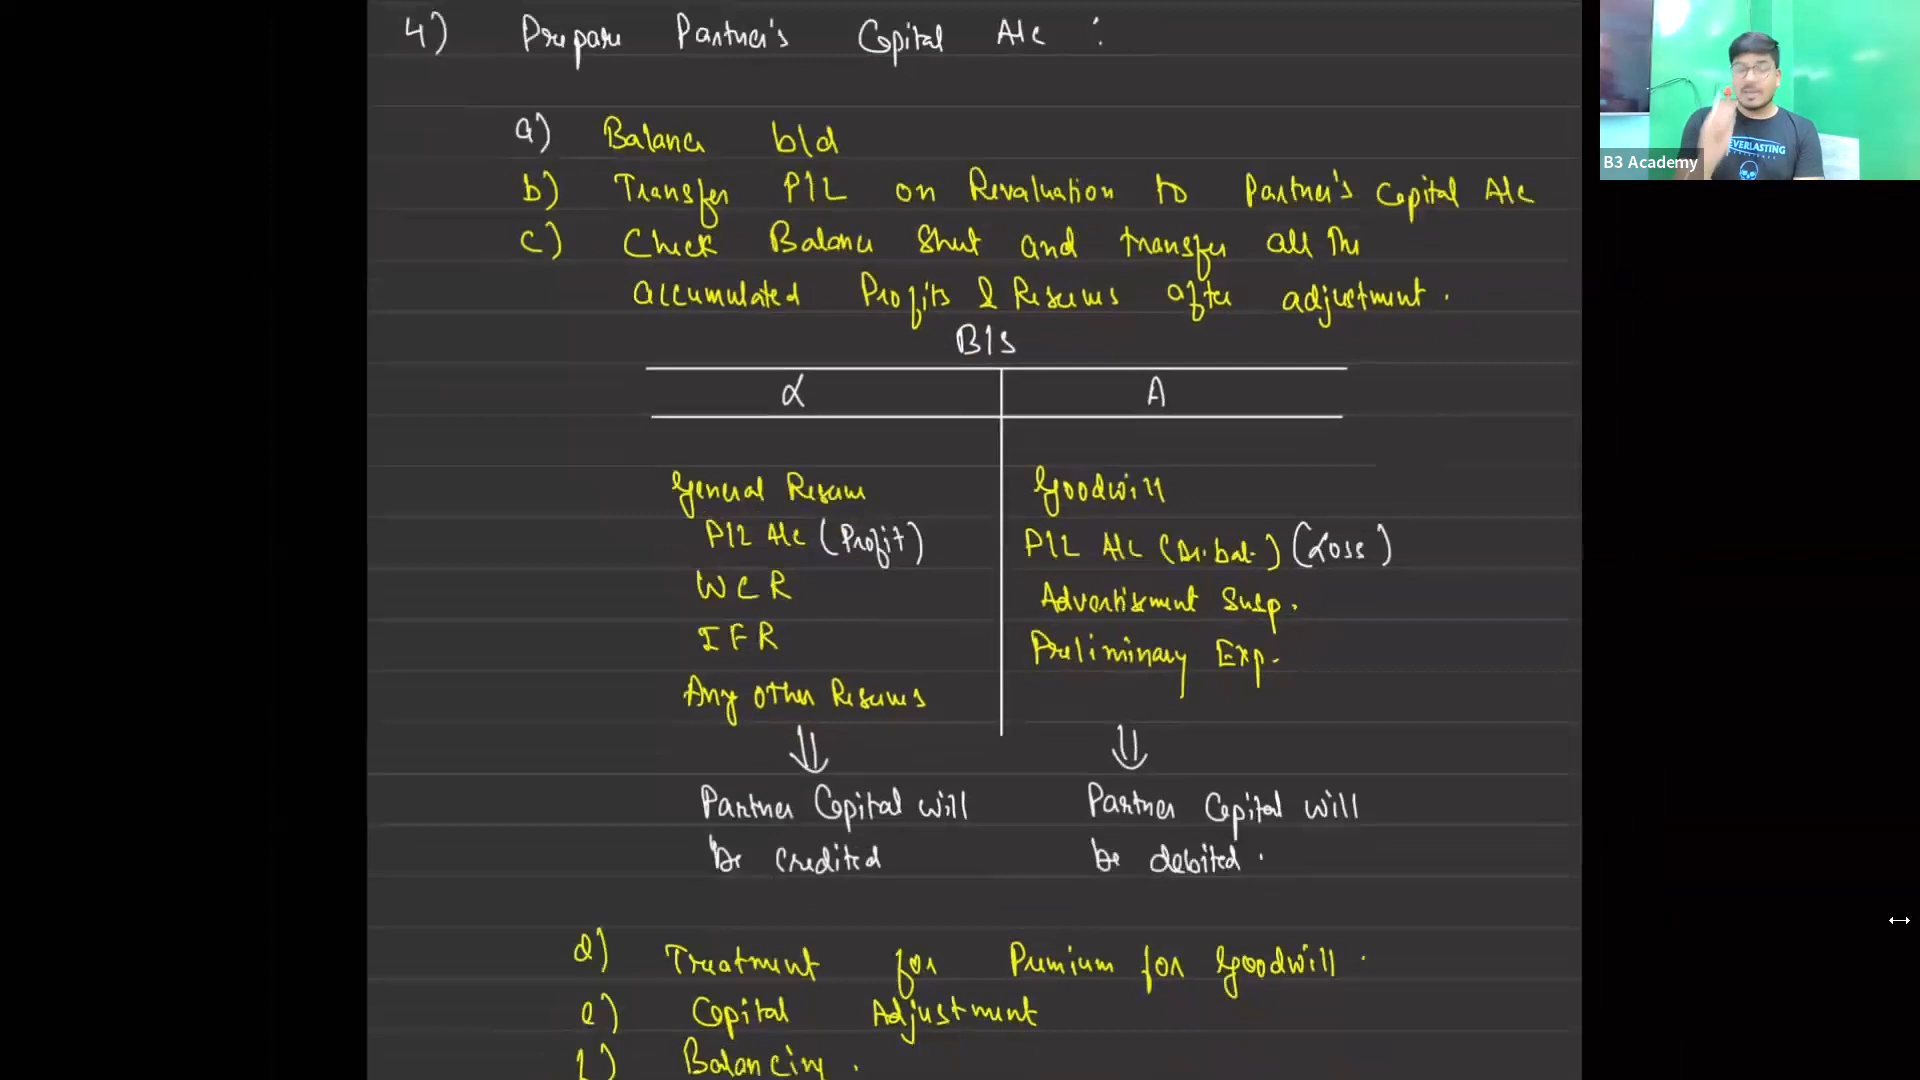 4) Prepare Partner's Capital A/c :
a) Balance b/d
b) Transfer P/L on Revaluation to Partner's Capital A/c
c) Check Balance Sheet and transfer all the
accumulated Profits & Reserves after adjustment.
B/S
L A
General Reserve Goodwill
P/L A/c (Profit) P/L A/c (Dr. bal.) (Loss)
WCR Advertisement Susp.
IFR Preliminary Exp.
Any other Reserves
⇓ ⇓
Partner Capital will Partner Capital will
be credited be debited.
d) Treatment for Premium for Goodwill.
e) Capital Adjustment
f) Balancing.
EVERLASTING
B3 Academy